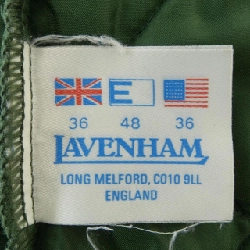 E
36 48 36
LAVENHAM
LONG MELFORD, CO10 9LL
ENGLAND